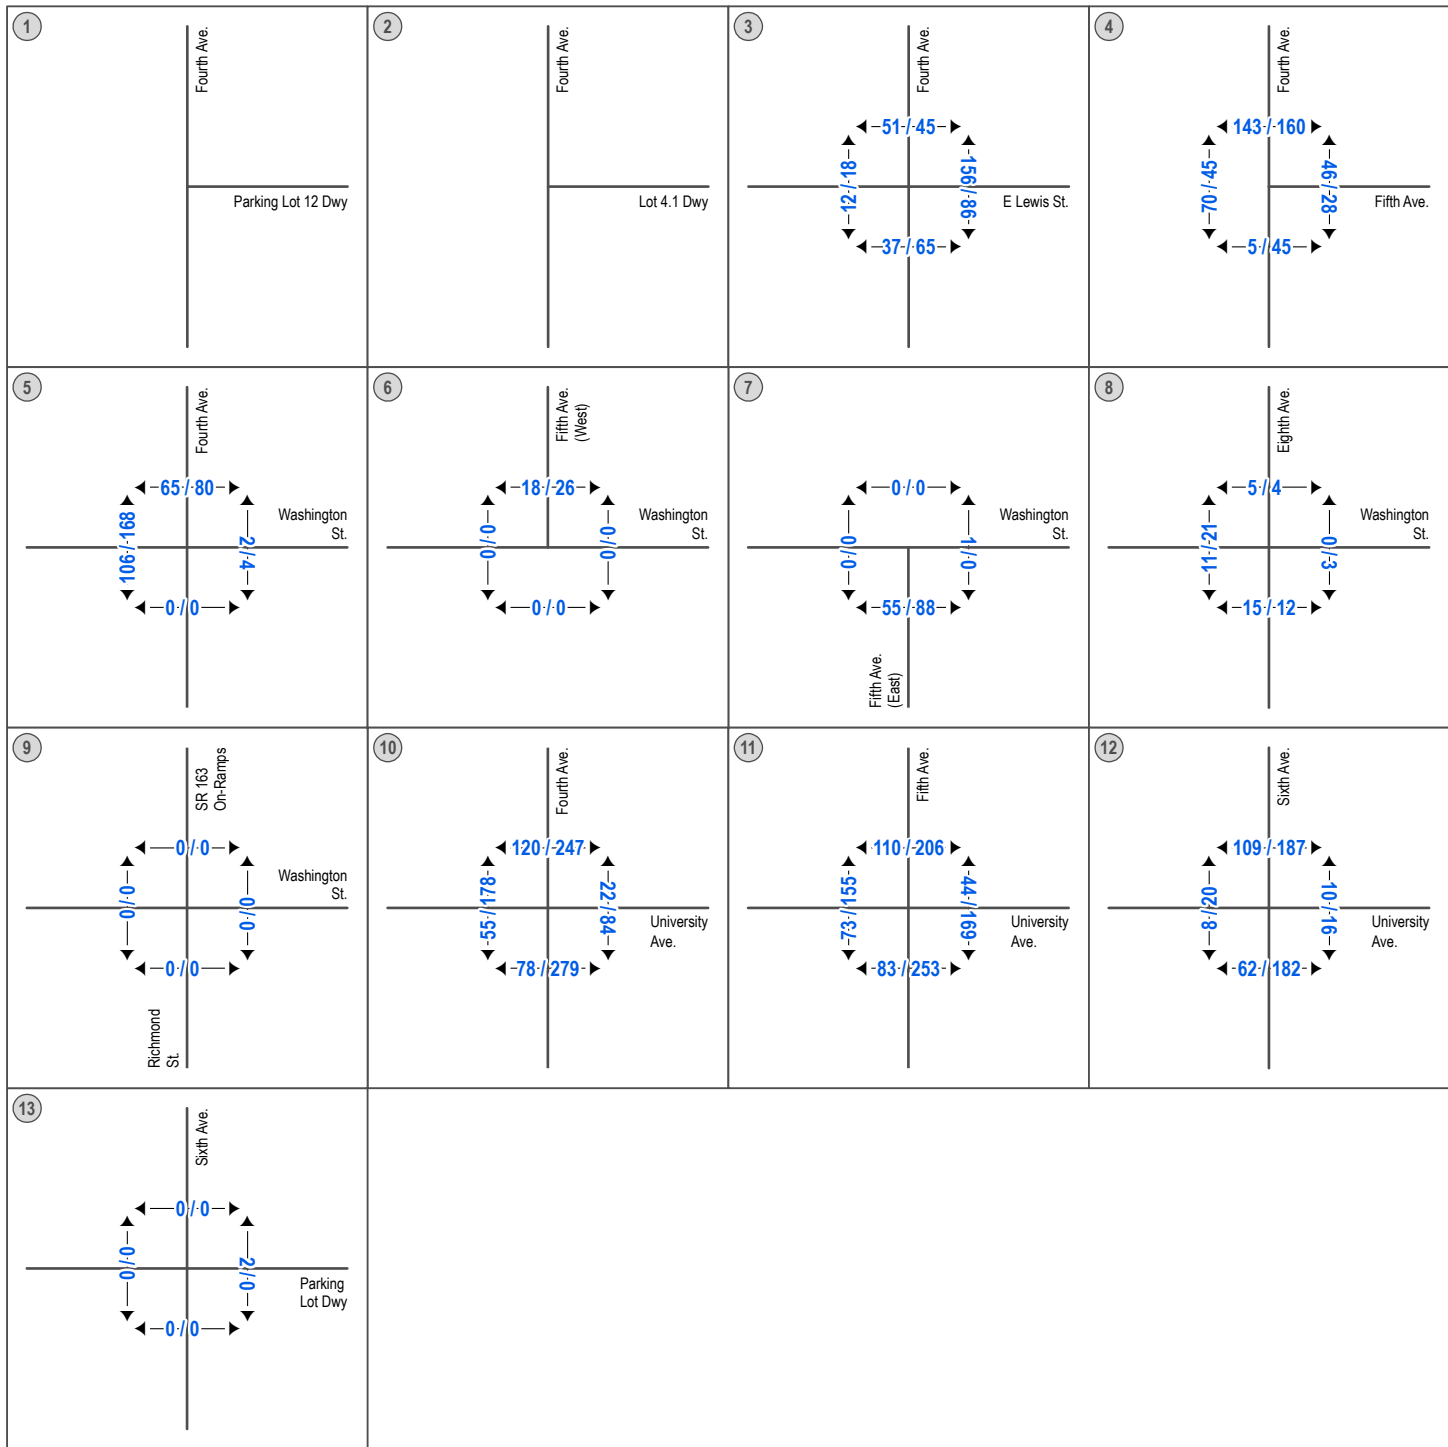 1
Fourth Ave.
Parking Lot 12 Dwy
2
Fourth Ave.
Lot 4.1 Dwy
3
Fourth Ave.
51 / 45
12 / 18
156 / 86
E Lewis St.
37 / 65
4
Fourth Ave.
143 / 160
70 / 45
46 / 28
Fifth Ave.
5 / 45
5
Fourth Ave.
65 / 80
Washington
St.
106 / 168
2 / 4
0 / 0
6
Fifth Ave.
(West)
18 / 26
Washington
St.
0 / 0
0 / 0
0 / 0
7
0 / 0
Washington
St.
0 / 0
1 / 0
55 / 88
Fifth Ave.
(East)
8
Eighth Ave.
5 / 4
Washington
St.
11 / 21
0 / 3
15 / 12
9
SR 163
On-Ramps
0 / 0
Washington
St.
0 / 0
0 / 0
0 / 0
Richmond
St.
10
Fourth Ave.
120 / 247
55 / 178
22 / 84
University
Ave.
78 / 279
11
Fifth Ave.
110 / 206
73 / 155
44 / 169
University
Ave.
83 / 253
12
Sixth Ave.
109 / 187
8 / 20
10 / 16
University
Ave.
62 / 182
13
Sixth Ave.
0 / 0
0 / 0
2 / 0
Parking
Lot Dwy
0 / 0